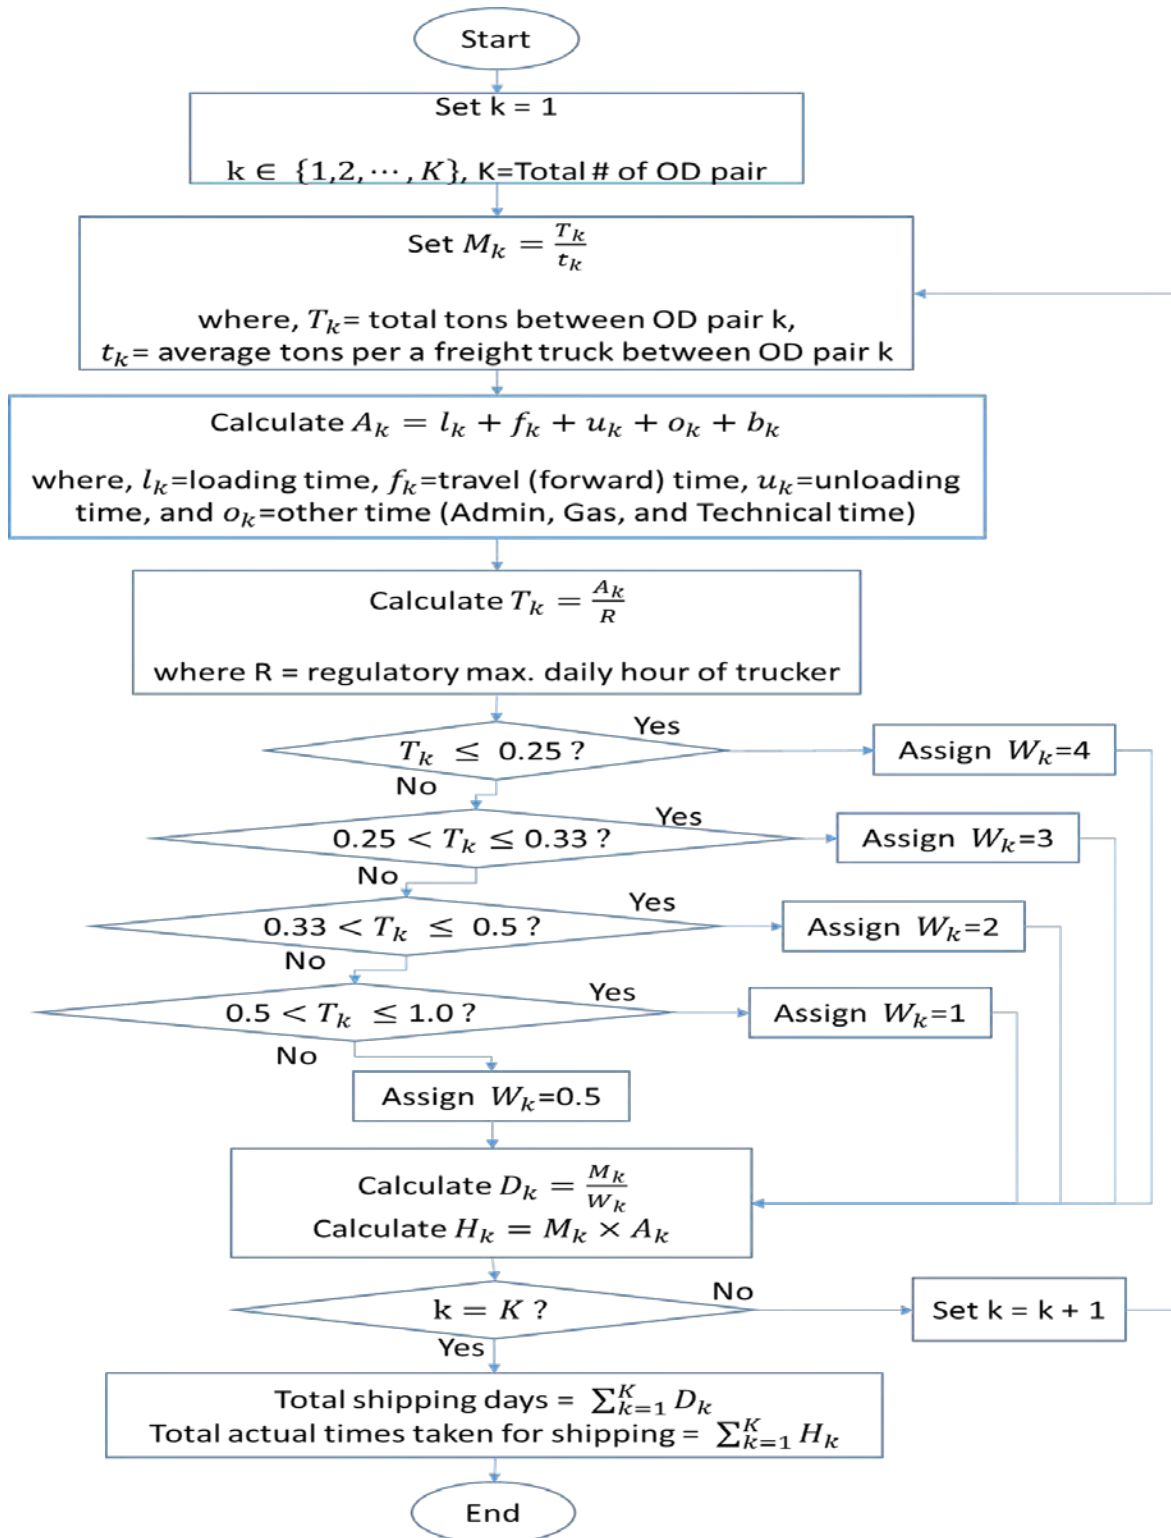 Start
Set k = 1
k ∈ {1,2,⋯,K}, K=Total # of OD pair
Set M_k = T_k/t_k
where, T_k= total tons between OD pair k,
t_k= average tons per a freight truck between OD pair k
Calculate A_k = l_k + f_k + u_k + o_k + b_k
where, l_k=loading time, f_k=travel (forward) time, u_k=unloading
time, and o_k=other time (Admin, Gas, and Technical time)
Calculate T_k = A_k/R
where R = regulatory max. daily hour of trucker
T_k ≤ 0.25 ?
Yes
Assign W_k=4
No
0.25 < T_k ≤ 0.33 ?
Yes
Assign W_k=3
No
0.33 < T_k ≤ 0.5 ?
Yes
Assign W_k=2
No
0.5 < T_k ≤ 1.0 ?
Yes
Assign W_k=1
No
Assign W_k=0.5
Calculate D_k = M_k/W_k
Calculate H_k = M_k × A_k
k = K ?
No
Set k = k + 1
Yes
Total shipping days = ∑_{k=1}^{K} D_k
Total actual times taken for shipping = ∑_{k=1}^{K} H_k
End